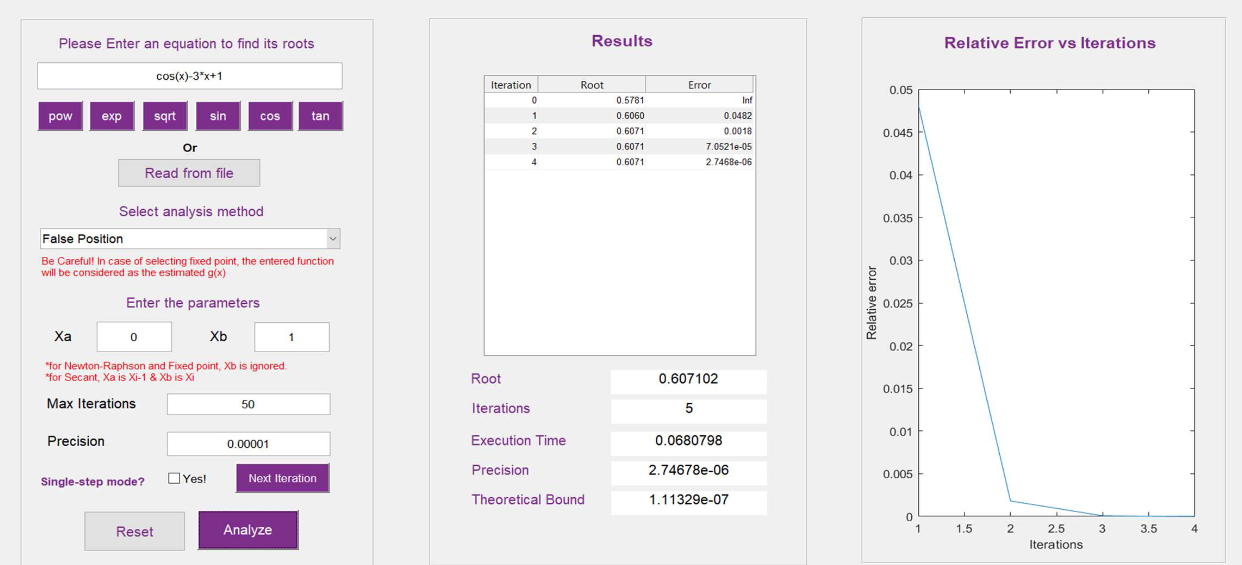 Please Enter an equation to find its roots
cos(x)-3*x+1
pow exp sqrt sin cos tan
Or
Read from file
Select analysis method
False Position
Be Careful! In case of selecting fixed point, the entered function
will be considered as the estimated g(x)
Enter the parameters
Xa 0 Xb 1
*for Newton-Raphson and Fixed point, Xb is ignored.
*for Secant, Xa is Xi-1 & Xb is Xi
Max Iterations 50
Precision 0.00001
Single-step mode? Yes! Next Iteration
Reset Analyze
Results
Iteration Root Error
0 0.5781 Inf
1 0.6060 0.0482
2 0.6071 0.0018
3 0.6071 7.0521e-05
4 0.6071 2.7468e-06
Root 0.607102
Iterations 5
Execution Time 0.0680798
Precision 2.74678e-06
Theoretical Bound 1.11329e-07
Relative Error vs Iterations
0.05
0.045
0.04
0.035
0.03
0.025
0.02
0.015
0.01
0.005
0
Relative error
1 1.5 2 2.5 3 3.5 4
Iterations